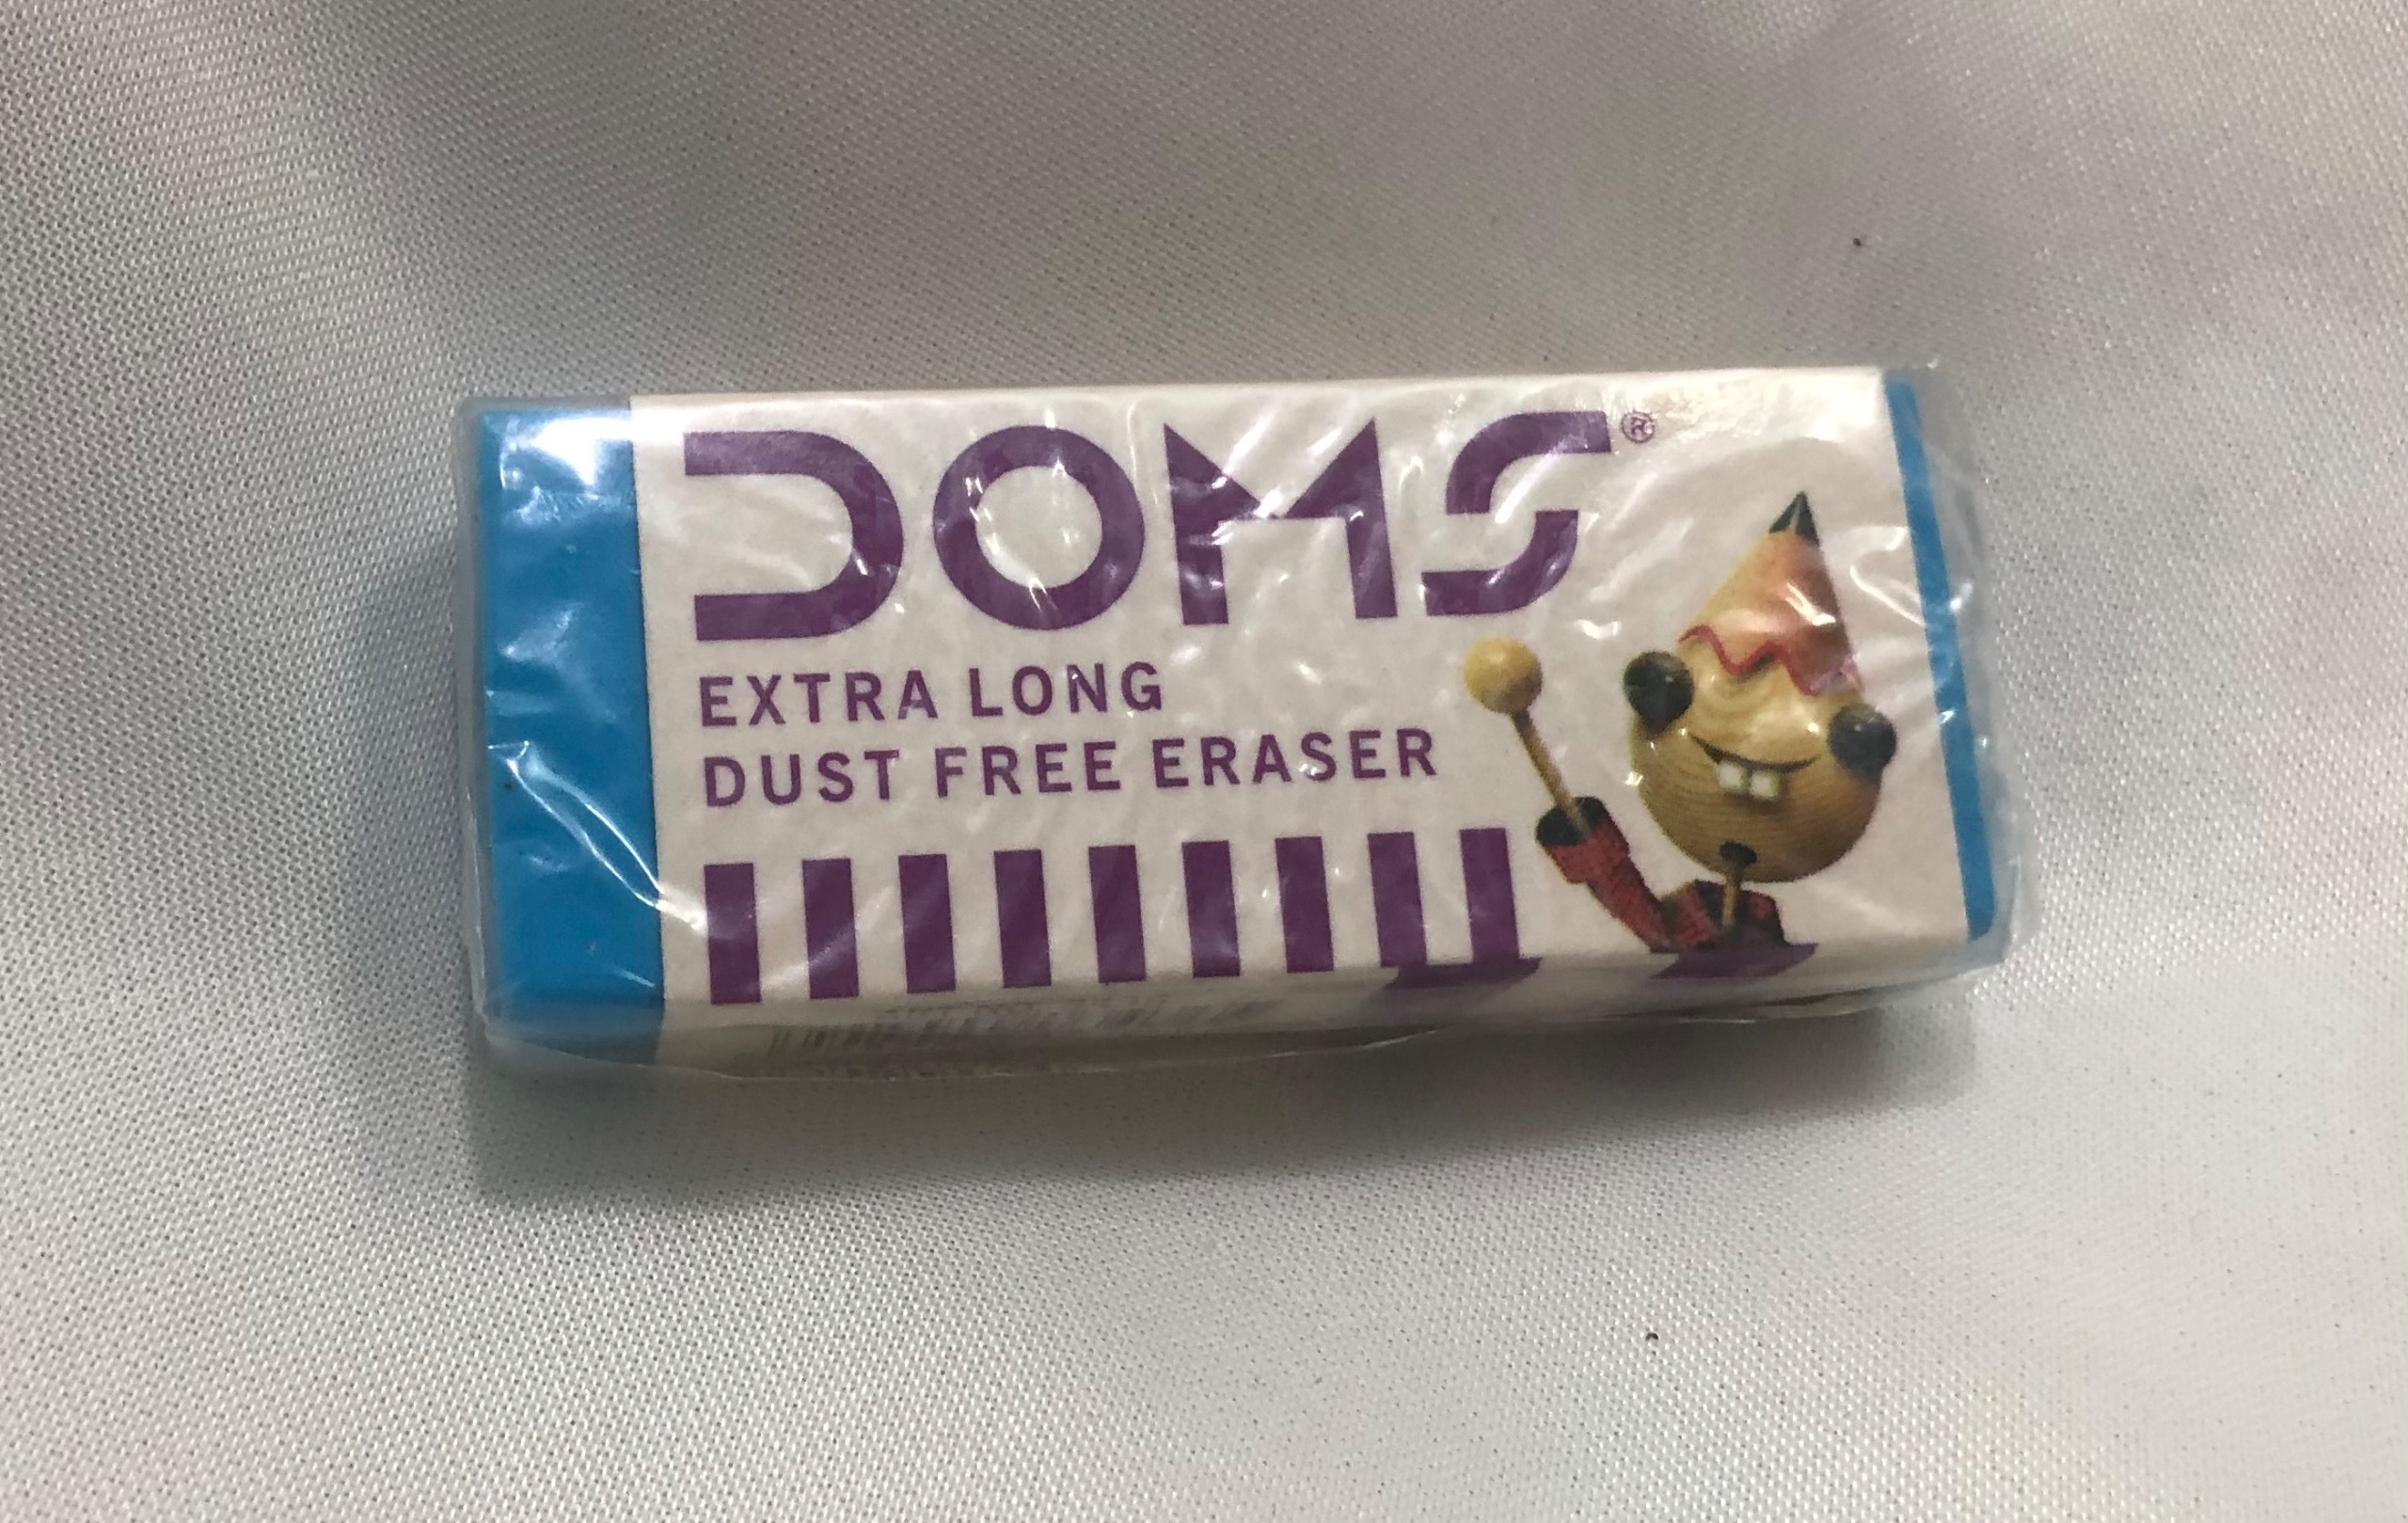 DOMS®
EXTRA LONG
DUST FREE ERASER